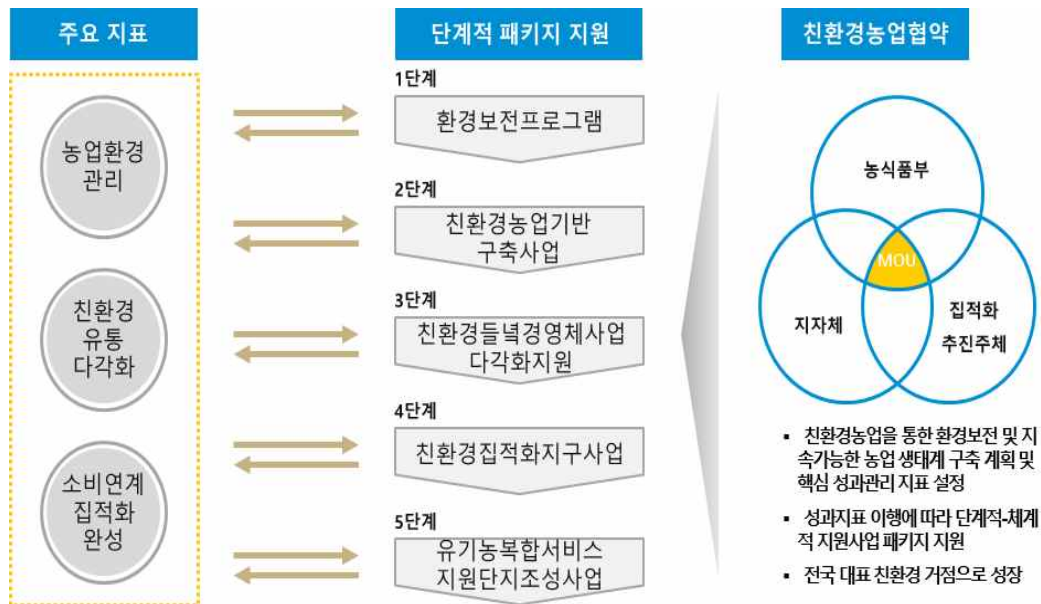 주요 지표
농업환경
관리
친환경
유통
다각화
소비연계
집적화
완성
단계적 패키지 지원
1단계
환경보전프로그램
2단계
친환경농업기반
구축사업
3단계
친환경들녘경영체사업
다각화지원
4단계
친환경집적화지구사업
5단계
유기농복합서비스
지원단지조성사업
친환경농업협약
농식품부
MOU
지자체
집적화
추진주체
▪ 친환경농업을 통한 환경보전 및 지
속가능한 농업 생태계 구축 계획 및
핵심 성과관리 지표 설정
▪ 성과지표 이행에 따라 단계적-체계
적 지원사업 패키지 지원
▪ 전국 대표 친환경 거점으로 성장